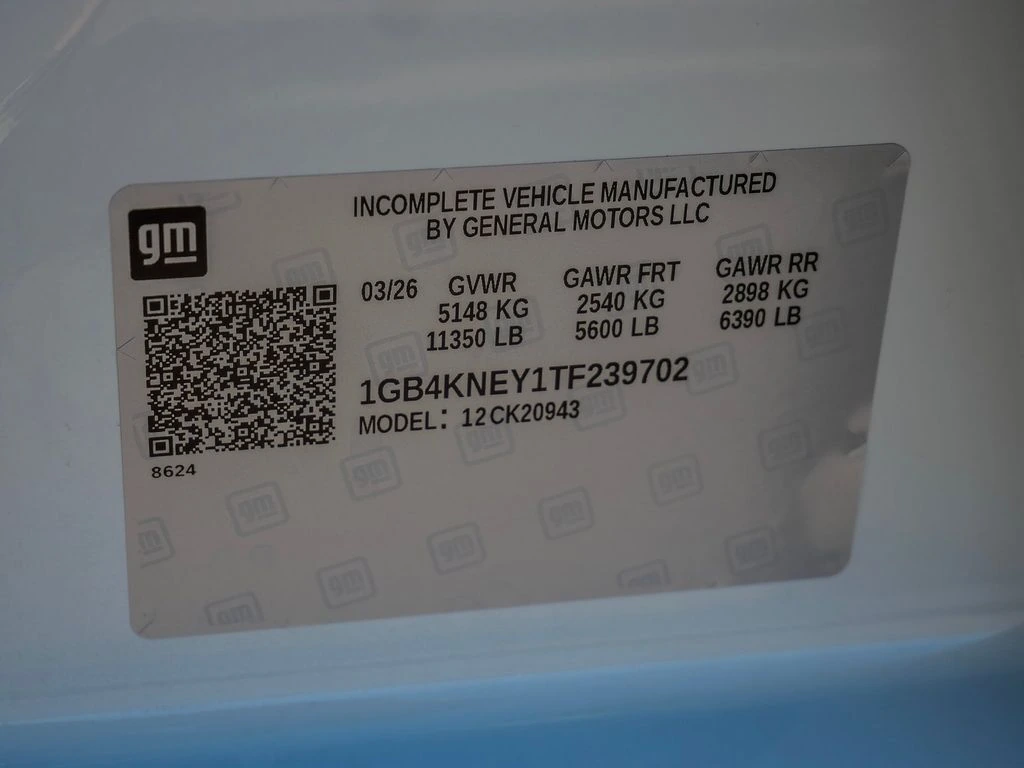 gm
INCOMPLETE VEHICLE MANUFACTURED
BY GENERAL MOTORS LLC
03/26 GVWR GAWR FRT GAWR RR
5148 KG 2540 KG 2898 KG
11350 LB 5600 LB 6390 LB
1GB4KNEY1TF239702
MODEL: 12CK20943
8624